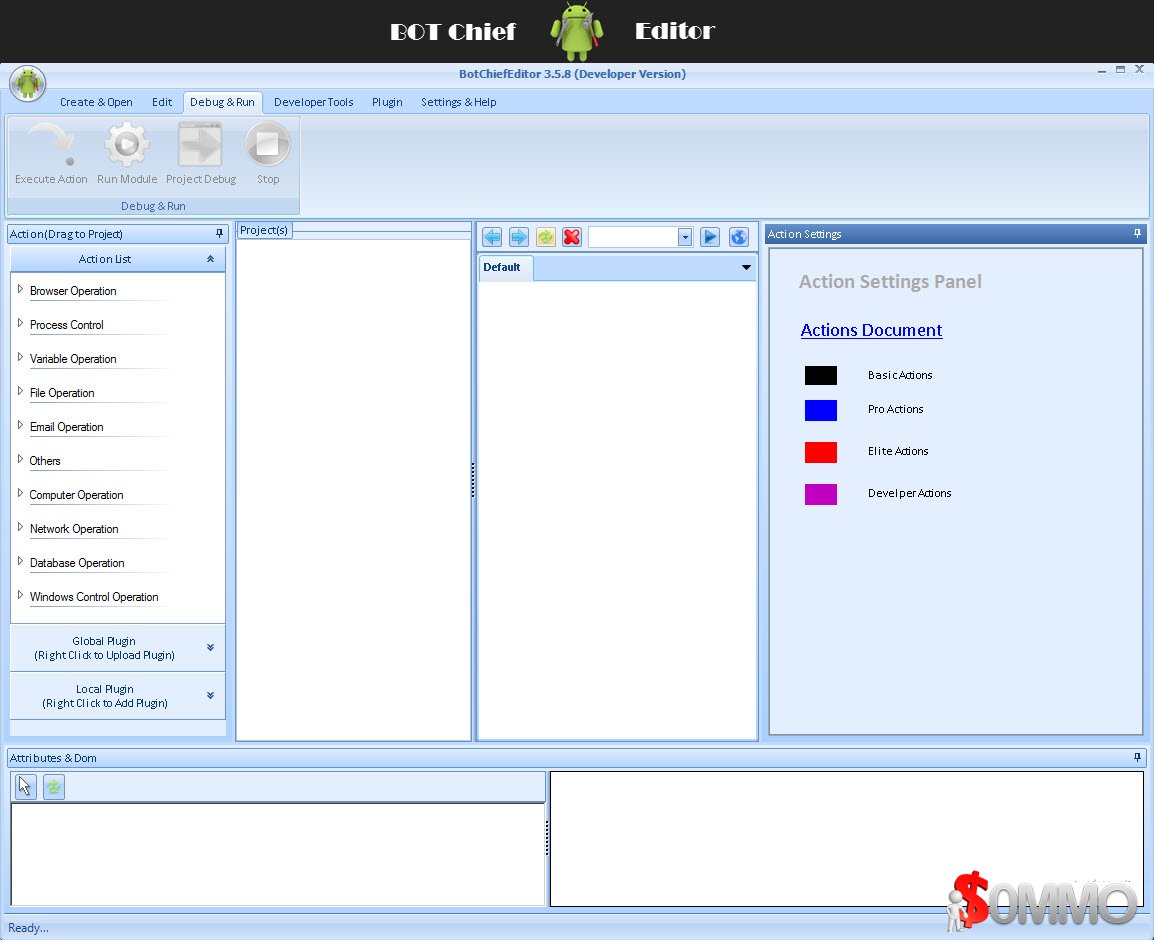 BOT Chief Editor
BotChiefEditor 3.5.8 (Developer Version)
Create & Open Edit Debug & Run Developer Tools Plugin Settings & Help
Execute Action Run Module Project Debug Stop
Debug & Run
Action(Drag to Project)
Action List
Browser Operation
Process Control
Variable Operation
File Operation
Email Operation
Others
Computer Operation
Network Operation
Database Operation
Windows Control Operation
Global Plugin
(Right Click to Upload Plugin)
Local Plugin
(Right Click to Add Plugin)
Project(s)
Default
Action Settings
Action Settings Panel
Actions Document
Basic Actions
Pro Actions
Elite Actions
Develper Actions
Attributes & Dom
$OMMO
Ready...